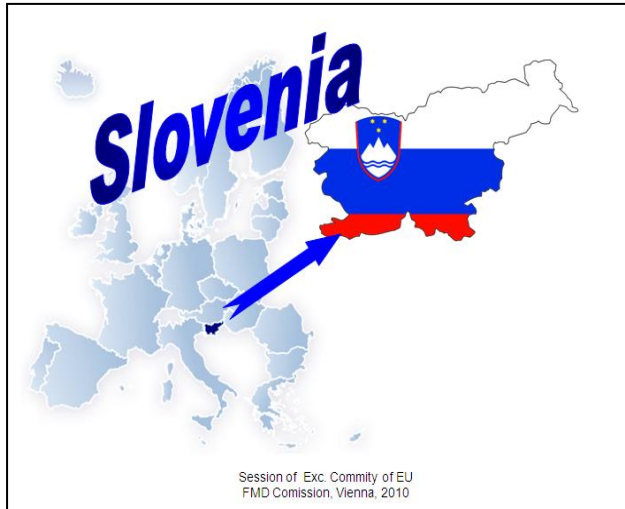 Slovenia
Session of Exc. Commity of EU
FMD Comission, Vienna, 2010